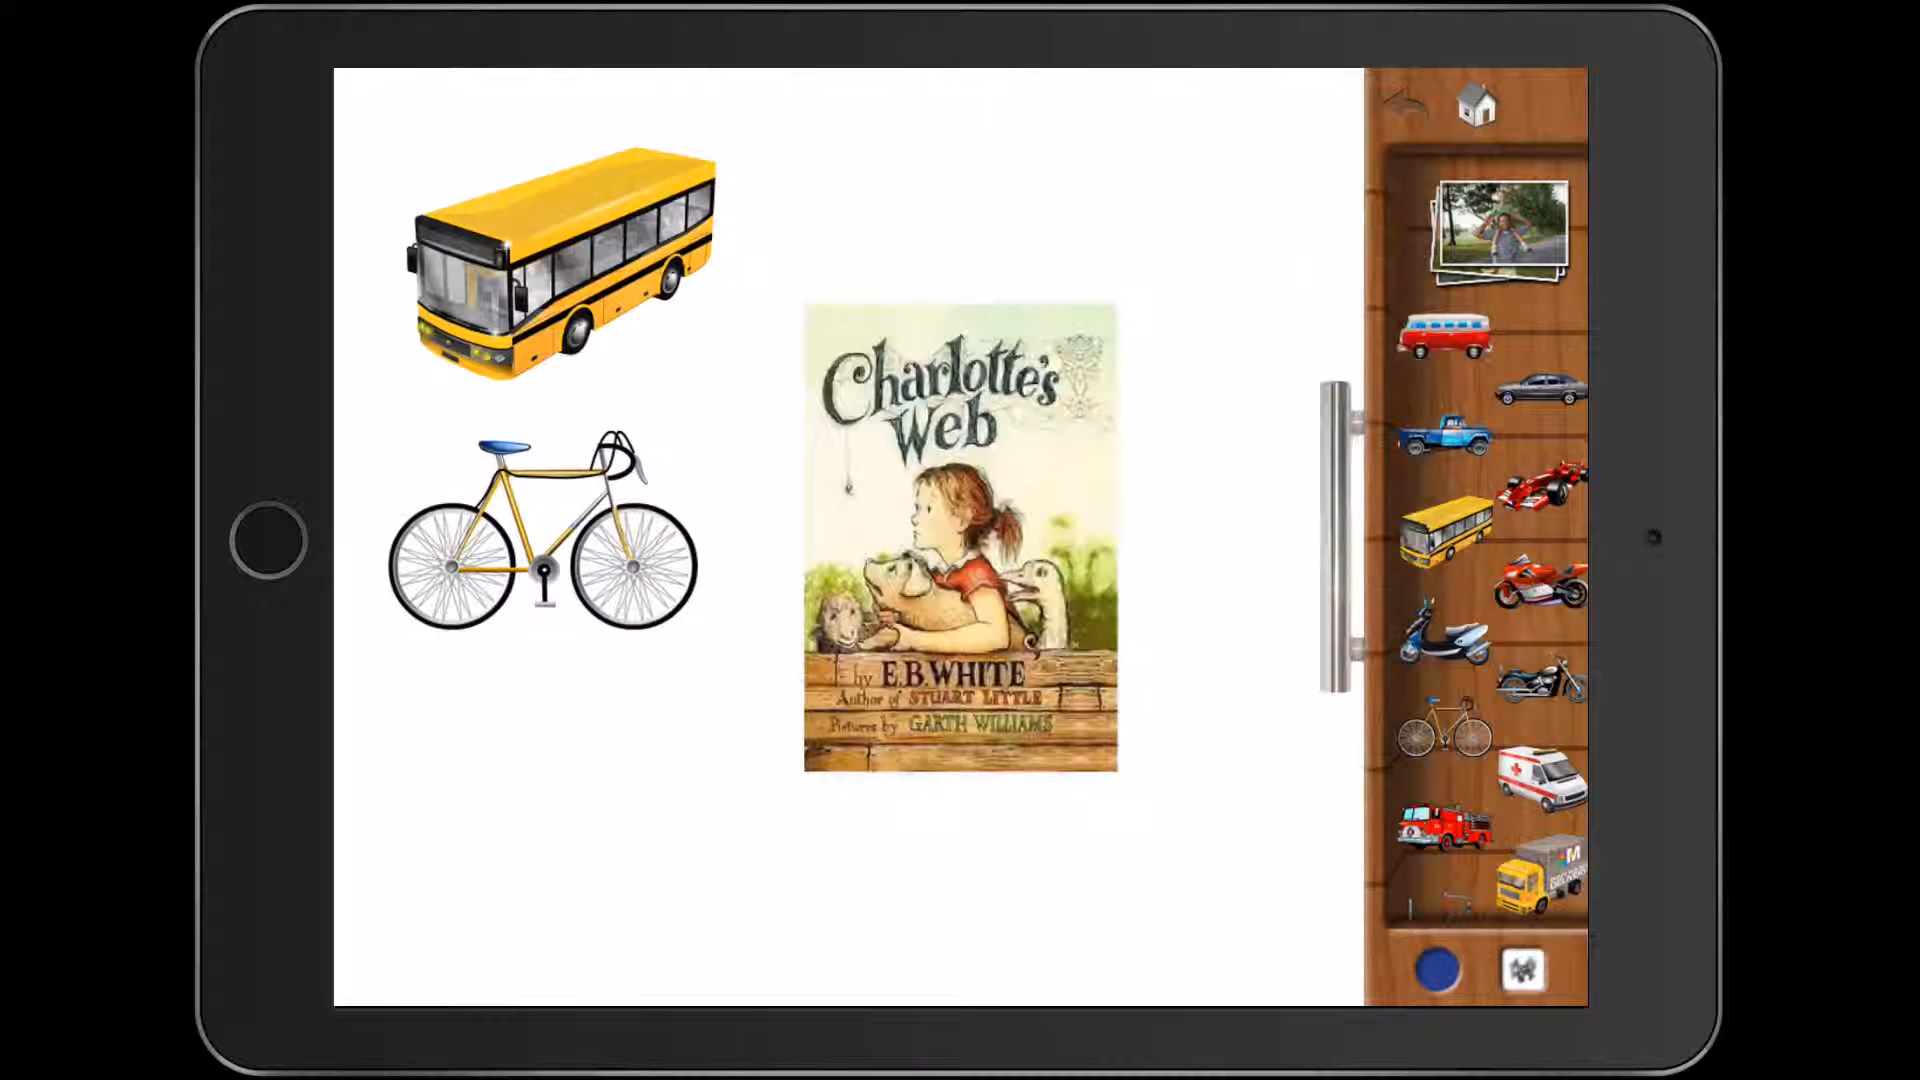 Charlotte's
Web
by E.B. WHITE
Author of STUART LITTLE
Pictures by GARTH WILLIAMS
M